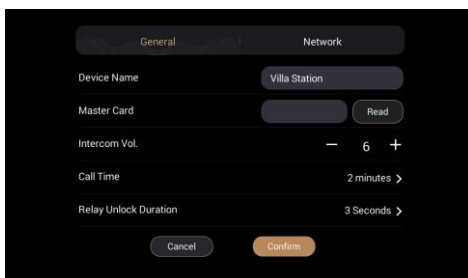 General
Network
Device Name
Villa Station
Master Card
Read
Intercom Vol.
— 6 +
Call Time
2 minutes >
Relay Unlock Duration
3 Seconds >
Cancel
Confirm